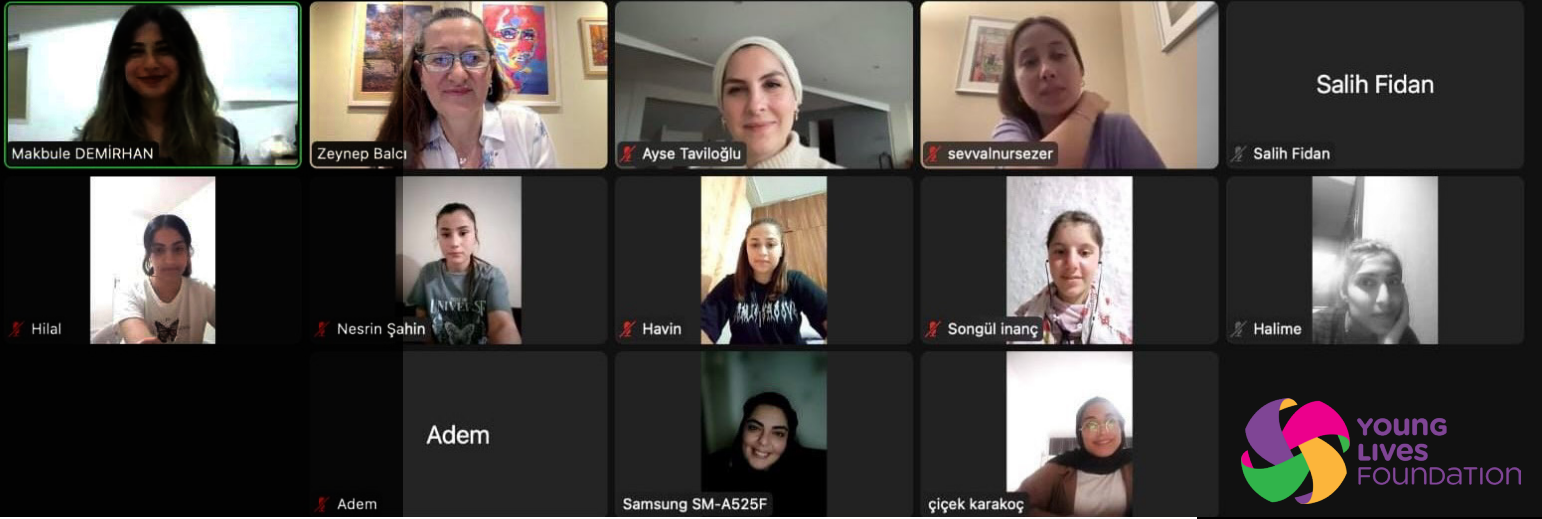 Makbule DEMİRHAN
Zeynep Balcı
Ayse Taviloğlu
sevvalnursezer
Salih Fidan
Salih Fidan
Hilal
Nesrin Şahin
Havin
Songül inanç
Halime
Adem
Adem
Samsung SM-A525F
çiçek karakoç
YOUNG
LIVES
FOUNDATION